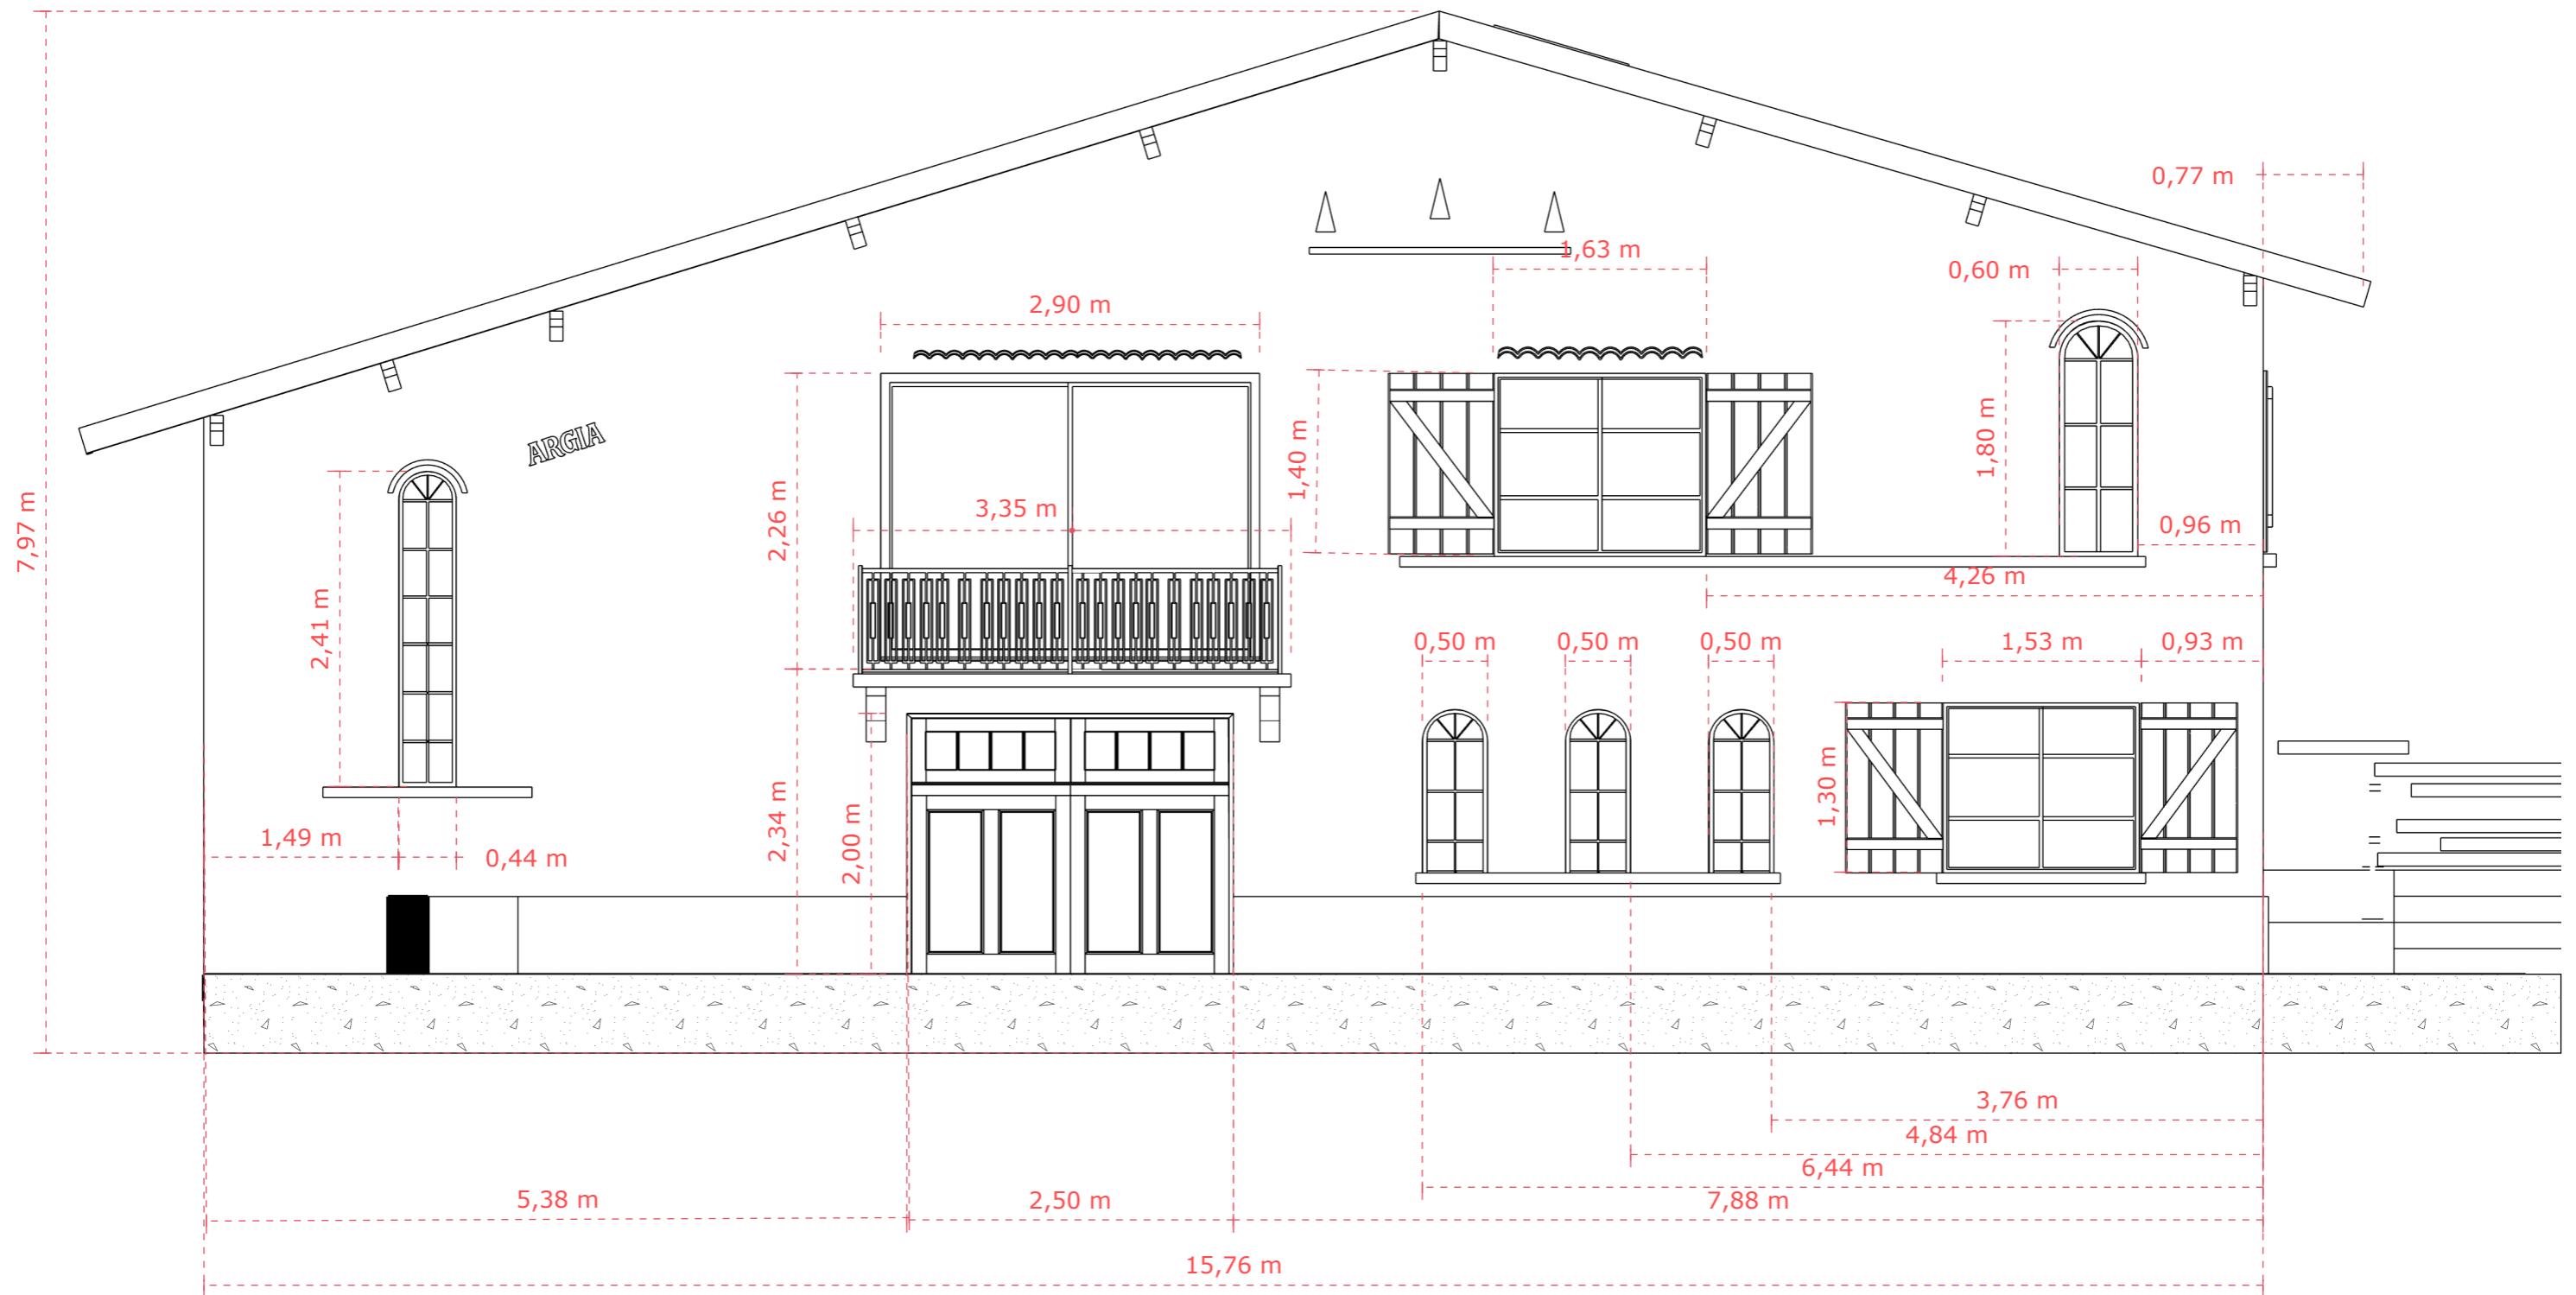 0,77 m
1,63 m
0,60 m
2,90 m
ARGIA
1,40 m
1,80 m
7,97 m
2,26 m
3,35 m
0,96 m
4,26 m
2,41 m
0,50 m
0,50 m
0,50 m
1,53 m
0,93 m
1,30 m
2,34 m
2,00 m
1,49 m
0,44 m
3,76 m
4,84 m
6,44 m
5,38 m
2,50 m
7,88 m
15,76 m